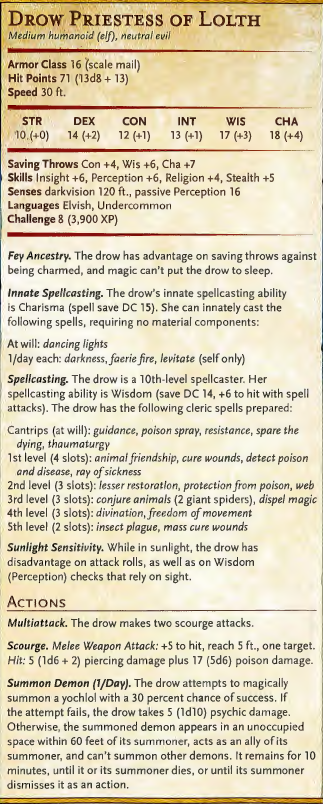 Drow Priestess of Lolth
Medium humanoid (elf), neutral evil
Armor Class 16 (scale mail)
Hit Points 71 (13d8 + 13)
Speed 30 ft.
STR DEX CON INT WIS CHA
10 (+0) 14 (+2) 12 (+1) 13 (+1) 17 (+3) 18 (+4)
Saving Throws Con +4, Wis +6, Cha +7
Skills Insight +6, Perception +6, Religion +4, Stealth +5
Senses darkvision 120 ft., passive Perception 16
Languages Elvish, Undercommon
Challenge 8 (3,900 XP)
Fey Ancestry. The drow has advantage on saving throws against
being charmed, and magic can't put the drow to sleep.
Innate Spellcasting. The drow's innate spellcasting ability
is Charisma (spell save DC 15). She can innately cast the
following spells, requiring no material components:
At will: dancing lights
1/day each: darkness, faerie fire, levitate (self only)
Spellcasting. The drow is a 10th-level spellcaster. Her
spellcasting ability is Wisdom (save DC 14, +6 to hit with spell
attacks). The drow has the following cleric spells prepared:
Cantrips (at will): guidance, poison spray, resistance, spare the
dying, thaumaturgy
1st level (4 slots): animal friendship, cure wounds, detect poison
and disease, ray of sickness
2nd level (3 slots): lesser restoration, protection from poison, web
3rd level (3 slots): conjure animals (2 giant spiders), dispel magic
4th level (3 slots): divination, freedom of movement
5th level (2 slots): insect plague, mass cure wounds
Sunlight Sensitivity. While in sunlight, the drow has
disadvantage on attack rolls, as well as on Wisdom
(Perception) checks that rely on sight.
Actions
Multiattack. The drow makes two scourge attacks.
Scourge. Melee Weapon Attack: +5 to hit, reach 5 ft., one target.
Hit: 5 (1d6 + 2) piercing damage plus 17 (5d6) poison damage.
Summon Demon (1/Day). The drow attempts to magically
summon a yochlol with a 30 percent chance of success. If
the attempt fails, the drow takes 5 (1d10) psychic damage.
Otherwise, the summoned demon appears in an unoccupied
space within 60 feet of its summoner, acts as an ally of its
summoner, and can't summon other demons. It remains for 10
minutes, until it or its summoner dies, or until its summoner
dismisses it as an action.